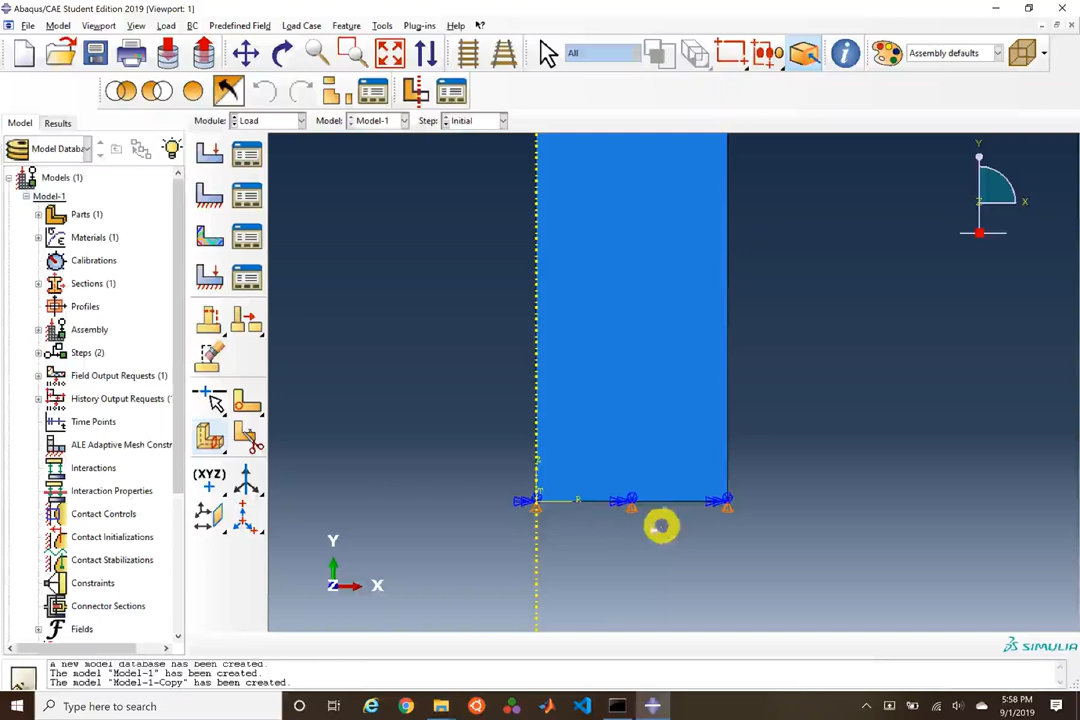 Abaqus/CAE Student Edition 2019 [Viewport: 1]
File Model Viewport View Load BC Predefined Field Load Case Feature Tools Plug-ins Help
All
Assembly defaults
Model Results
Module: Load Model: Model-1 Step: Initial
Model Databa
Models (1)
Model-1
Parts (1)
Materials (1)
Calibrations
Sections (1)
Profiles
Assembly
Steps (2)
Field Output Requests (1)
History Output Requests (
Time Points
ALE Adaptive Mesh Constr
Interactions
Interaction Properties
Contact Controls
Contact Initializations
Contact Stabilizations
Constraints
Connector Sections
Fields
(XYZ)
Y
Z X
R
Y
Z X
SIMULIA
A new model database has been created.
The model "Model-1" has been created.
The model "Model-1-Copy" has been created.
Type here to search
5:58 PM
9/1/2019